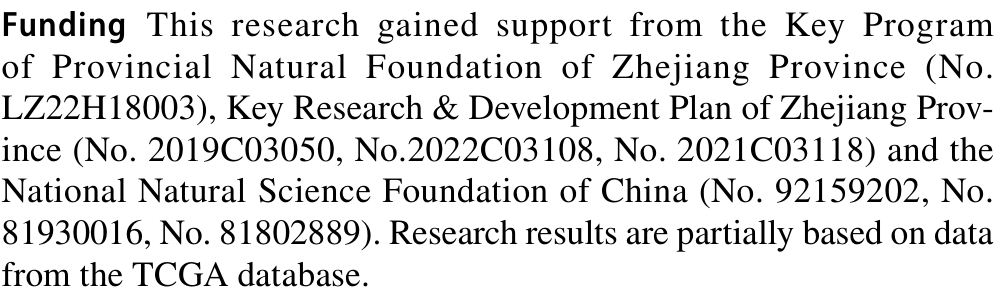 Funding This research gained support from the Key Program
of Provincial Natural Foundation of Zhejiang Province (No.
LZ22H18003), Key Research & Development Plan of Zhejiang Prov-
ince (No. 2019C03050, No.2022C03108, No. 2021C03118) and the
National Natural Science Foundation of China (No. 92159202, No.
81930016, No. 81802889). Research results are partially based on data
from the TCGA database.